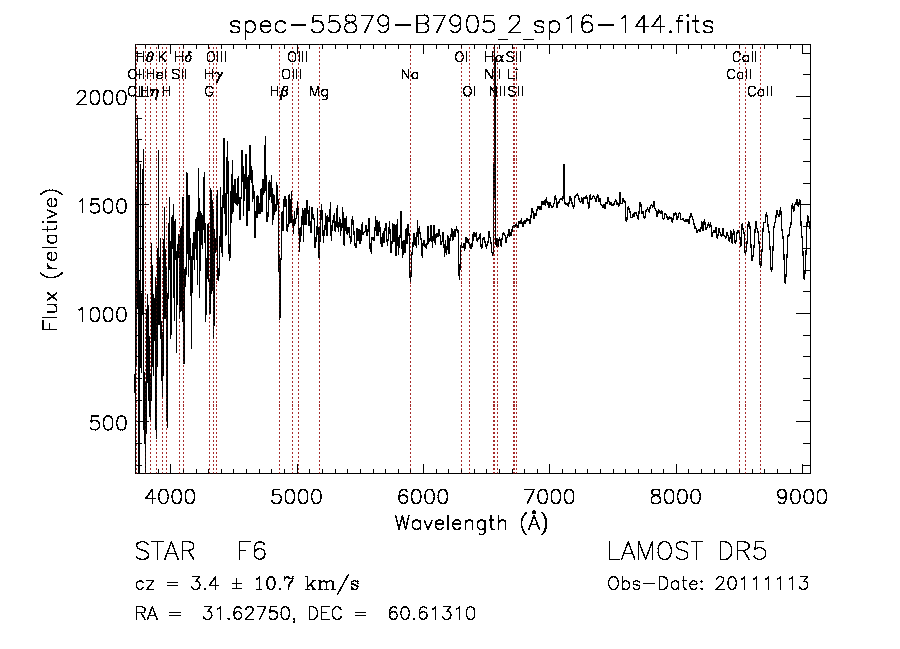 spec-55879-B7905_2_sp16-144.fits
Hθ K Hδ OIII OIII OI Hα SII CaII
HeI SII Hγ OIII Na NII Li CaII
Hη H G Hβ Mg OI NII SII CaII
2000
1500
1000
500
Flux (relative)
4000 5000 6000 7000 8000 9000
Wavelength (Å)
STAR F6 LAMOST DR5
cz = 3.4 ± 10.7 km/s Obs-Date: 20111113
RA = 31.62750, DEC = 60.61310